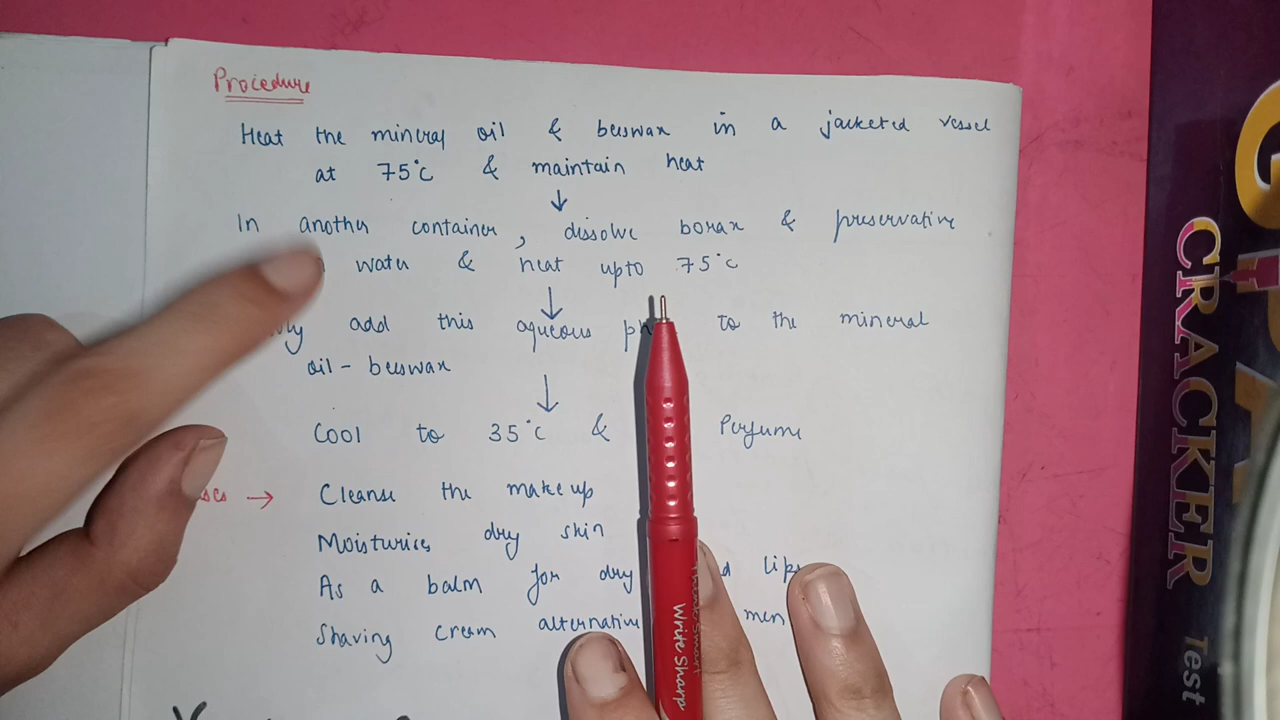 Procedure
Heat the mineral oil & beeswax in a jacketed vessel
at 75°C & maintain heat
↓
In another container, dissolve borax & preservative
water & heat upto 75°C
↓
add this aqueous to the mineral
oil - beeswax
↓
Cool to 35°C & Perfume
→ Cleanse the make up
Moisturises dry skin
As a balm for dry lips
Shaving cream alternative men
CRACKER
Test
Write Sharp